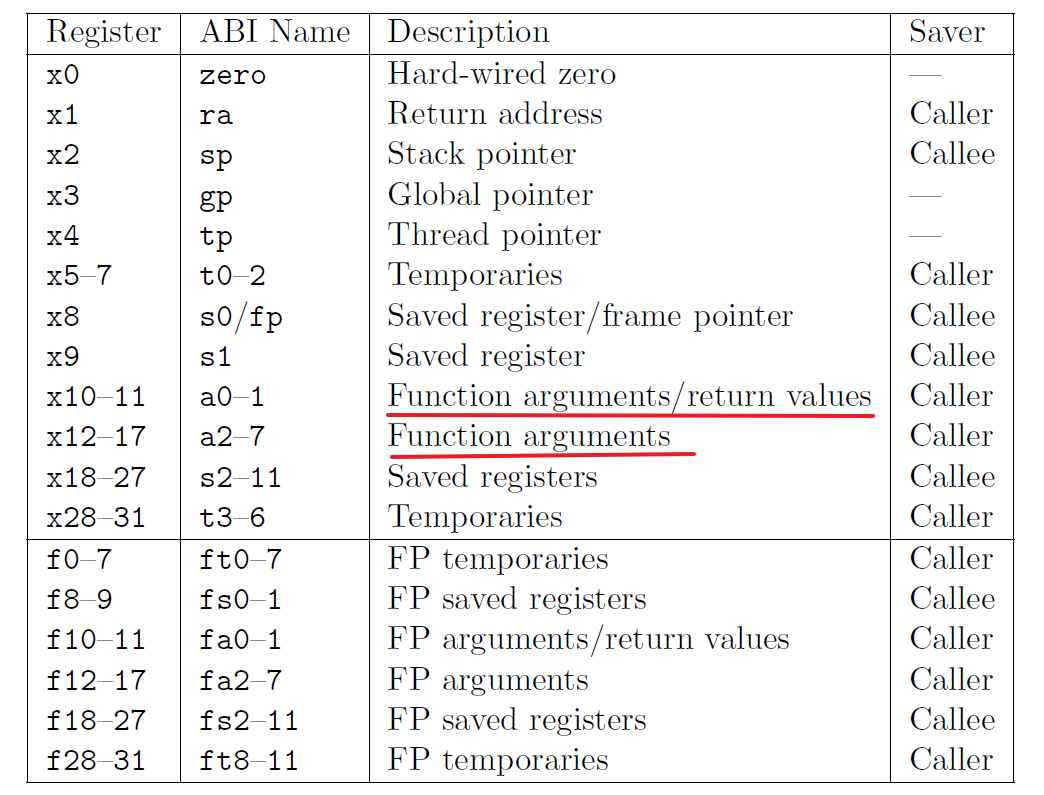 Register ABI Name Description Saver
x0 zero Hard-wired zero —
x1 ra Return address Caller
x2 sp Stack pointer Callee
x3 gp Global pointer —
x4 tp Thread pointer —
x5–7 t0–2 Temporaries Caller
x8 s0/fp Saved register/frame pointer Callee
x9 s1 Saved register Callee
x10–11 a0–1 Function arguments/return values Caller
x12–17 a2–7 Function arguments Caller
x18–27 s2–11 Saved registers Callee
x28–31 t3–6 Temporaries Caller
f0–7 ft0–7 FP temporaries Caller
f8–9 fs0–1 FP saved registers Callee
f10–11 fa0–1 FP arguments/return values Caller
f12–17 fa2–7 FP arguments Caller
f18–27 fs2–11 FP saved registers Callee
f28–31 ft8–11 FP temporaries Caller